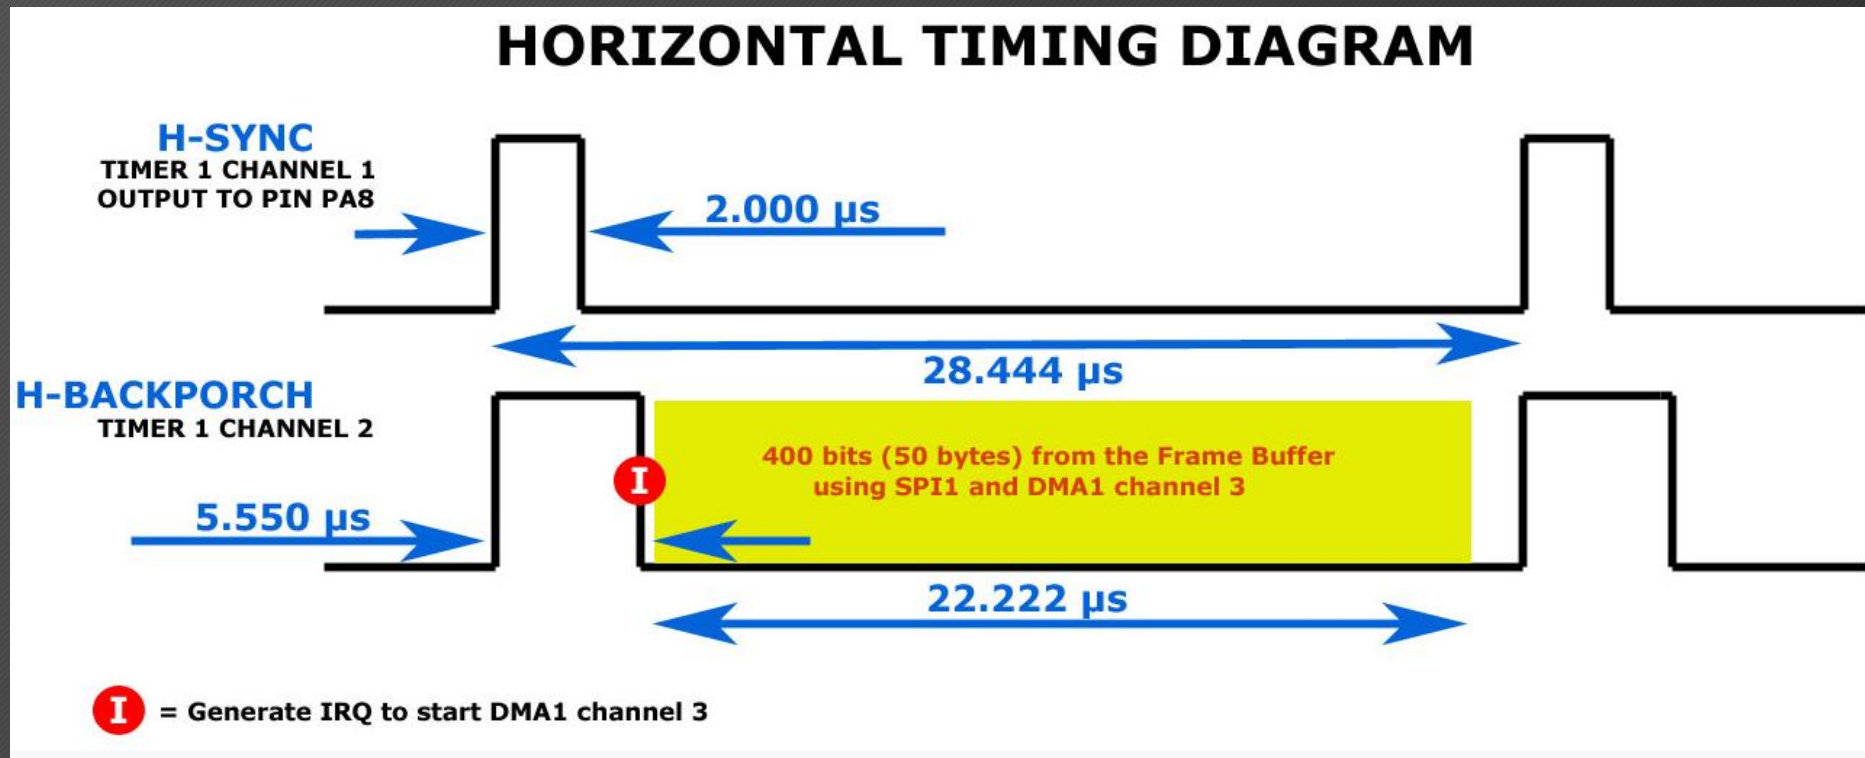 HORIZONTAL TIMING DIAGRAM
H-SYNC
TIMER 1 CHANNEL 1
OUTPUT TO PIN PA8
2.000 µs
28.444 µs
H-BACKPORCH
TIMER 1 CHANNEL 2
400 bits (50 bytes) from the Frame Buffer
using SPI1 and DMA1 channel 3
I
5.550 µs
22.222 µs
I = Generate IRQ to start DMA1 channel 3